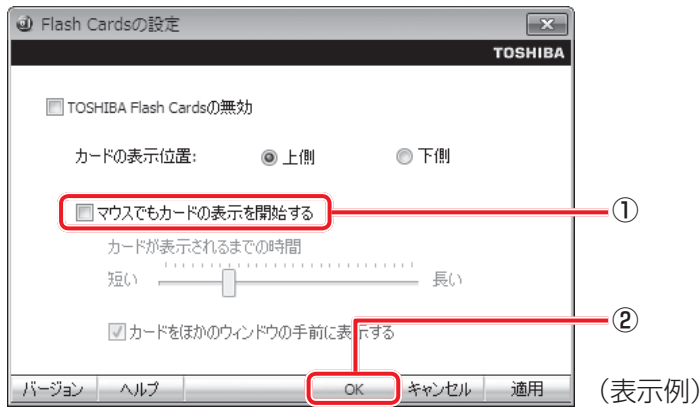 Flash Cardsの設定
TOSHIBA
TOSHIBA Flash Cardsの無効
カードの表示位置: 上側 下側
マウスでもカードの表示を開始する ①
カードが表示されるまでの時間
短い 長い
②
カードをほかのウィンドウの手前に表示する
バージョン ヘルプ OK キャンセル 適用 （表示例）